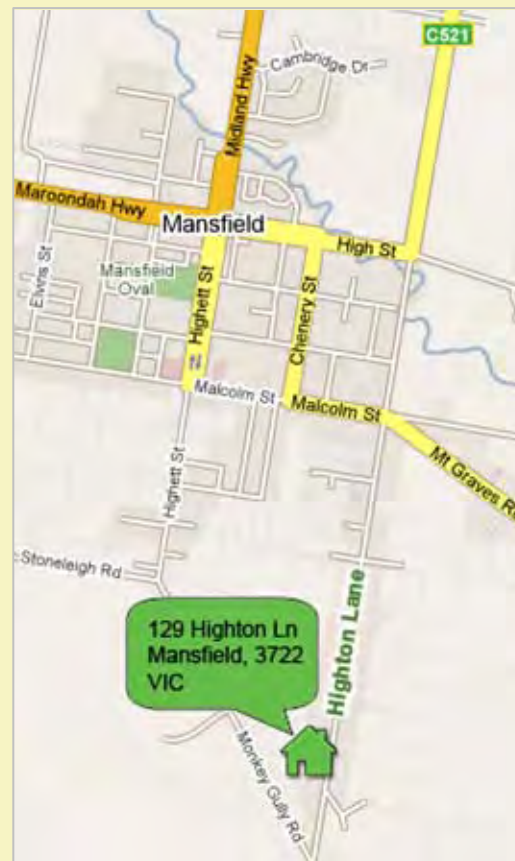 C521
Cambridge Dr
Midland Hwy
Maroondah Hwy
Mansfield
High St
Elvins St
Mansfield
Oval
Highett St
Chenery St
Malcolm St
Malcolm St
Mt Graves Rd
Highett St
Stoneleigh Rd
129 Highton Ln
Mansfield, 3722
VIC
Highton Lane
Monkey Gully Rd